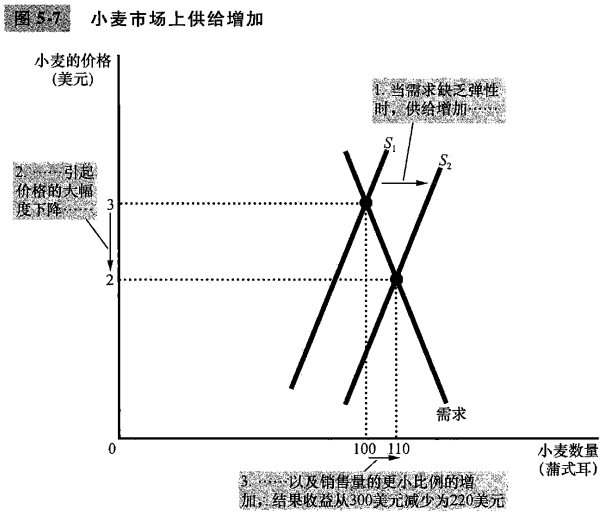 图 5-7 小麦市场上供给增加
小麦的价格
(美元)
1. 当需求缺乏弹性
时，供给增加……
S₁
S₂
2. ……引起
价格的大幅
度下降……
3
2
需求
0
100
110
小麦数量
(蒲式耳)
3. ……以及销售量的更小比例的增
加，结果收益从300美元减少为220美元